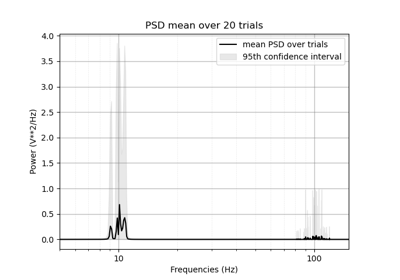 PSD mean over 20 trials
4.0
3.5
3.0
2.5
2.0
1.5
1.0
0.5
0.0
Power (V**2/Hz)
mean PSD over trials
95th confidence interval
10
100
Frequencies (Hz)